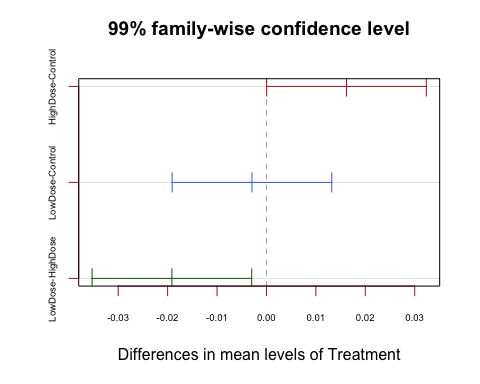 99% family-wise confidence level
HighDose-Control
LowDose-Control
LowDose-HighDose
-0.03 -0.02 -0.01 0.00 0.01 0.02 0.03
Differences in mean levels of Treatment